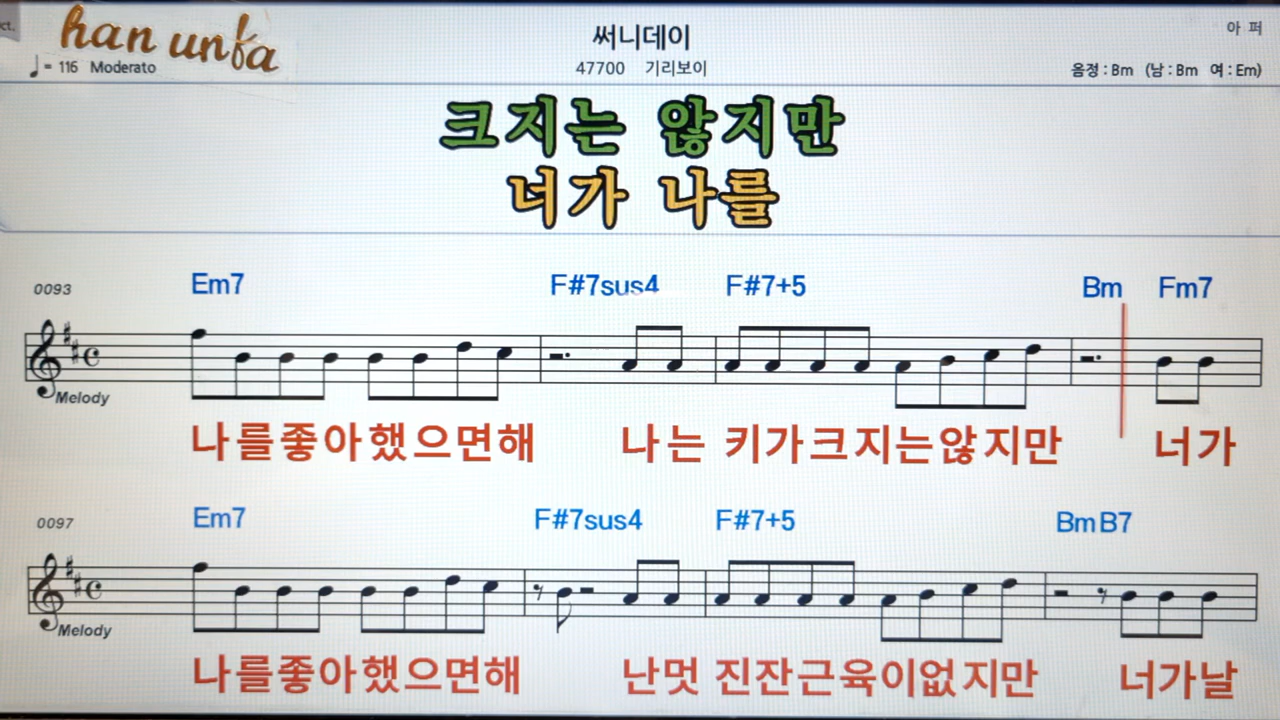 ct.
han unfa
♩= 116 Moderato
써니데이
47700 기리보이
아 퍼
음정 : Bm (남 : Bm 여 : Em)
크지는 않지만
너가 나를
0093
Em7 F#7sus4 F#7+5 Bm Fm7
Melody
나를좋아했으면해 나는 키가크지는않지만 너가
0097
Em7 F#7sus4 F#7+5 Bm B7
Melody
나를좋아했으면해 난멋 진잔근육이없지만 너가날